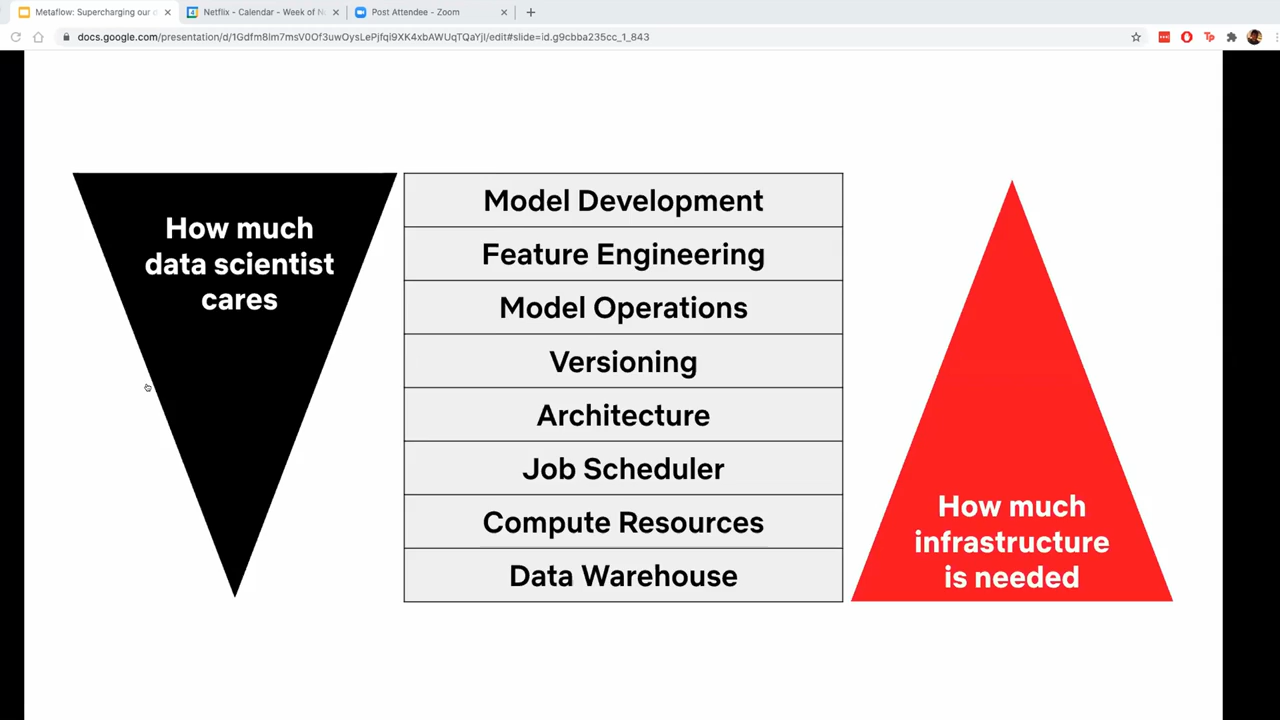 Metaflow: Supercharging our
Netflix - Calendar - Week of N
Post Attendee - Zoom
docs.google.com/presentation/d/1Gdfm8lm7msV0Of3uwOysLePjfqI9XK4xbAWUqTQaYjI/edit#slide=id.g9cbba235cc_1_843
Tp
How much
data scientist
cares
Model Development
Feature Engineering
Model Operations
Versioning
Architecture
Job Scheduler
Compute Resources
Data Warehouse
How much
infrastructure
is needed